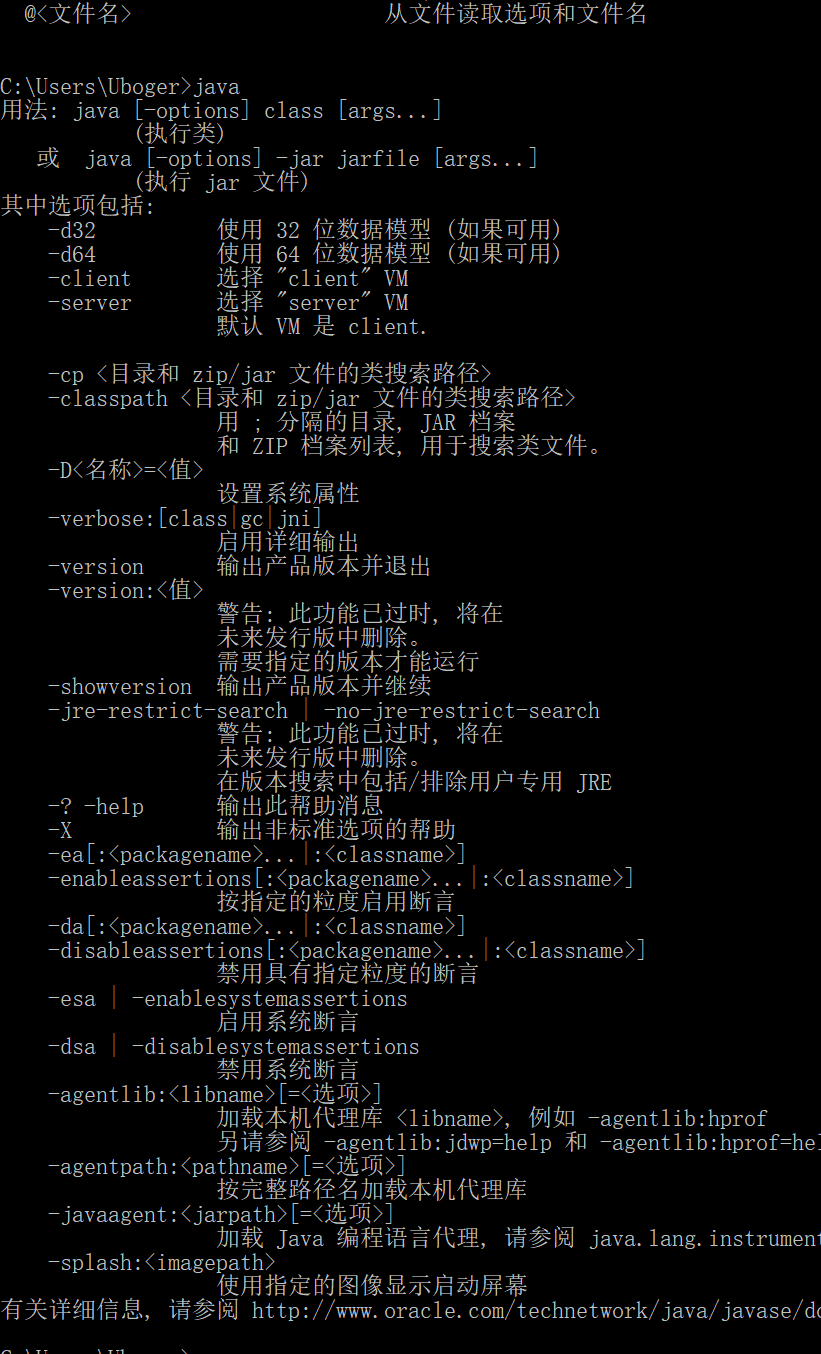 @<文件名>                     从文件读取选项和文件名
C:\Users\Uboger>java
用法: java [-options] class [args...]
(执行类)
或  java [-options] -jar jarfile [args...]
(执行 jar 文件)
其中选项包括:
-d32          使用 32 位数据模型 (如果可用)
-d64          使用 64 位数据模型 (如果可用)
-client       选择 "client" VM
-server       选择 "server" VM
默认 VM 是 client.
-cp <目录和 zip/jar 文件的类搜索路径>
-classpath <目录和 zip/jar 文件的类搜索路径>
用 ; 分隔的目录, JAR 档案
和 ZIP 档案列表, 用于搜索类文件。
-D<名称>=<值>
设置系统属性
-verbose:[class|gc|jni]
启用详细输出
-version      输出产品版本并退出
-version:<值>
警告: 此功能已过时, 将在
未来发行版中删除。
需要指定的版本才能运行
-showversion  输出产品版本并继续
-jre-restrict-search | -no-jre-restrict-search
警告: 此功能已过时, 将在
未来发行版中删除。
在版本搜索中包括/排除用户专用 JRE
-? -help      输出此帮助消息
-X            输出非标准选项的帮助
-ea[:<packagename>...|:<classname>]
-enableassertions[:<packagename>...|:<classname>]
按指定的粒度启用断言
-da[:<packagename>...|:<classname>]
-disableassertions[:<packagename>...|:<classname>]
禁用具有指定粒度的断言
-esa | -enablesystemassertions
启用系统断言
-dsa | -disablesystemassertions
禁用系统断言
-agentlib:<libname>[=<选项>]
加载本机代理库 <libname>, 例如 -agentlib:hprof
另请参阅 -agentlib:jdwp=help 和 -agentlib:hprof=hel
-agentpath:<pathname>[=<选项>]
按完整路径名加载本机代理库
-javaagent:<jarpath>[=<选项>]
加载 Java 编程语言代理, 请参阅 java.lang.instrument
-splash:<imagepath>
使用指定的图像显示启动屏幕
有关详细信息, 请参阅 http://www.oracle.com/technetwork/java/javase/do
C:\Users\Uboger>